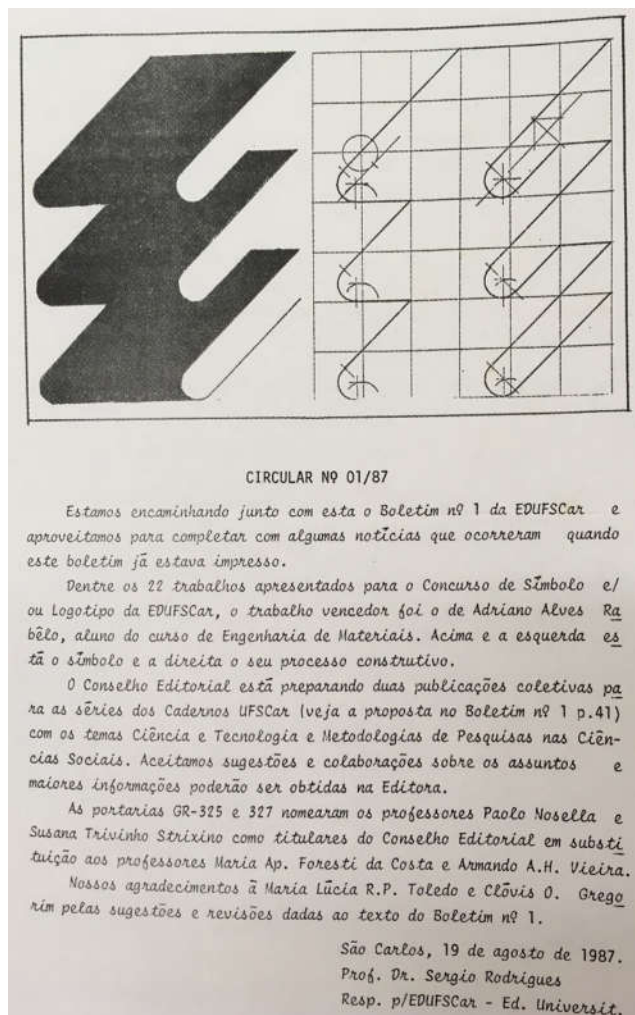 CIRCULAR Nº 01/87
Estamos encaminhando junto com esta o Boletim nº 1 da EDUFSCar e
aproveitamos para completar com algumas notícias que ocorreram quando
este boletim já estava impresso.
Dentre os 22 trabalhos apresentados para o Concurso de Símbolo e/
ou Logotipo da EDUFSCar, o trabalho vencedor foi o de Adriano Alves Ra
bêlo, aluno do curso de Engenharia de Materiais. Acima e a esquerda es
tá o símbolo e a direita o seu processo construtivo.
O Conselho Editorial está preparando duas publicações coletivas pa
ra as séries dos Cadernos UFSCar (veja a proposta no Boletim nº 1 p.41)
com os temas Ciência e Tecnologia e Metodologias de Pesquisas nas Ciên-
cias Sociais. Aceitamos sugestões e colaborações sobre os assuntos e
maiores informações poderão ser obtidas na Editora.
As portarias GR-325 e 327 nomearam os professores Paolo Nosella e
Susana Trivinho Strixino como titulares do Conselho Editorial em substi
tuição aos professores Maria Ap. Foresti da Costa e Armando A.H. Vieira.
Nossos agradecimentos à Maria Lúcia R.P. Toledo e Clóvis O. Grego
rim pelas sugestões e revisões dadas ao texto do Boletim nº 1.
São Carlos, 19 de agosto de 1987.
Prof. Dr. Sergio Rodrigues
Resp. p/EDUFSCar - Ed. Universit.